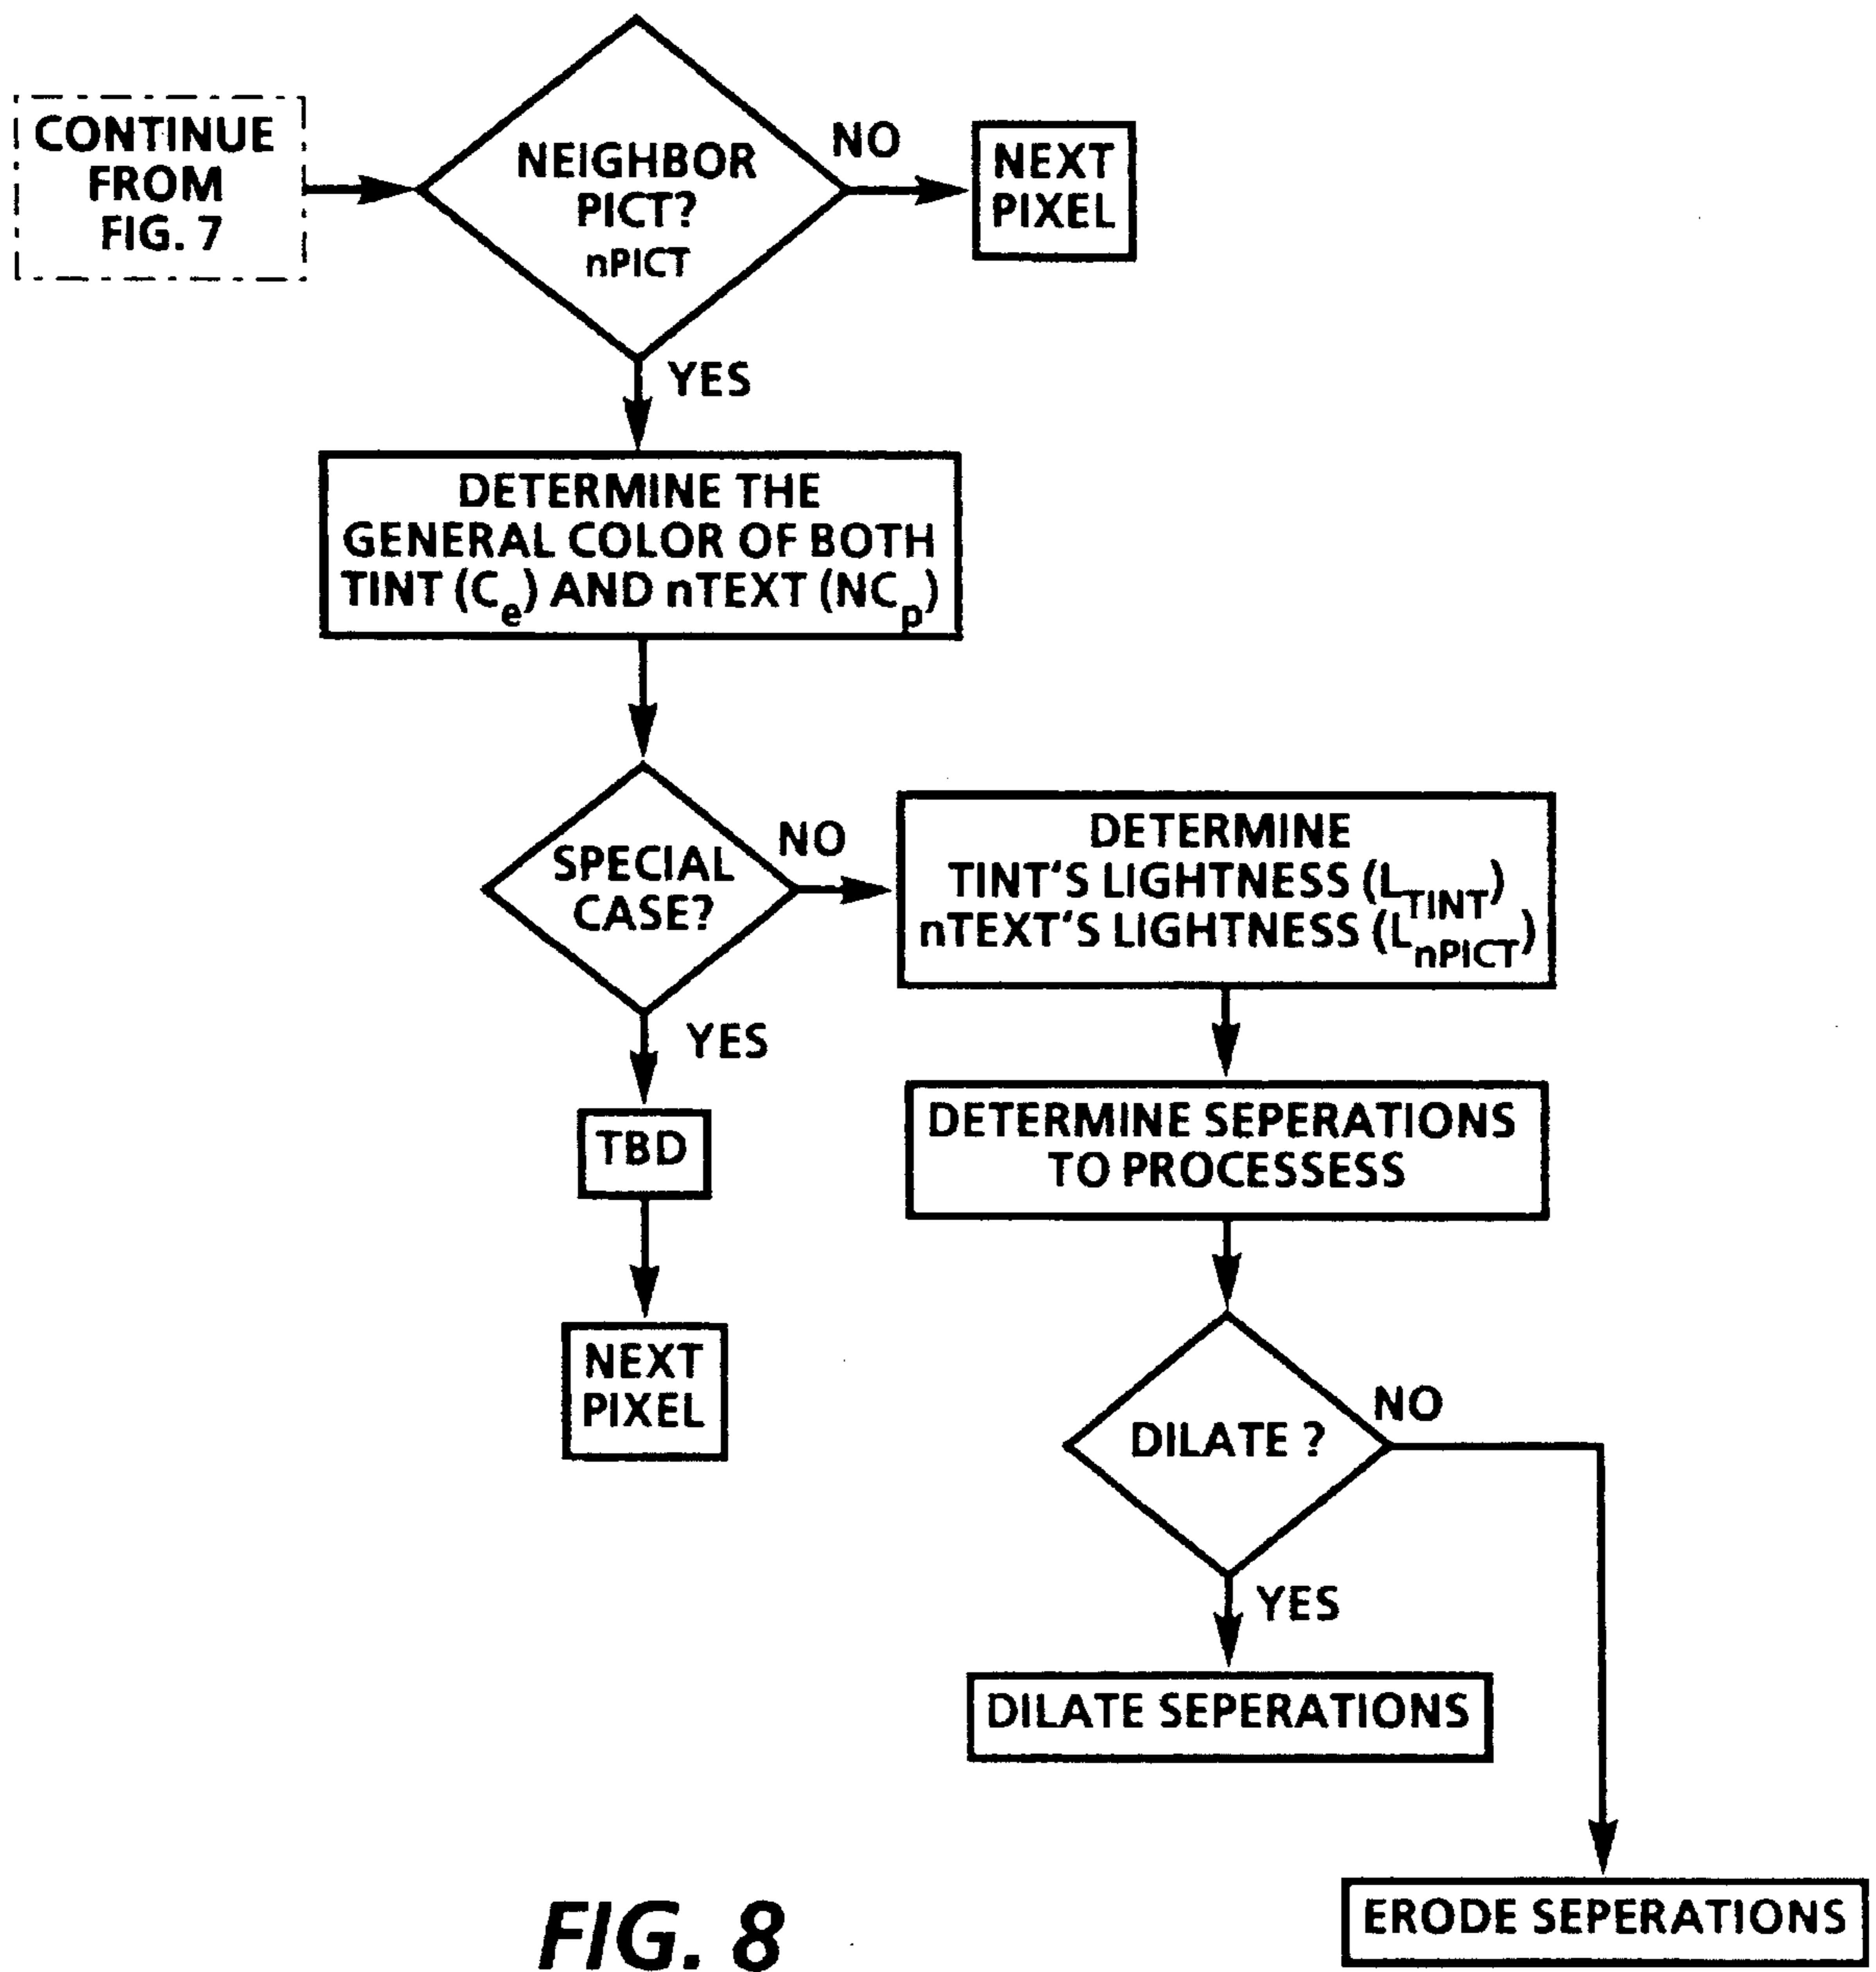 CONTINUE
FROM
FIG. 7
NEIGHBOR
PICT?
nPICT
NO
NEXT
PIXEL
YES
DETERMINE THE
GENERAL COLOR OF BOTH
TINT (Ce) AND nTEXT (NCp)
SPECIAL
CASE?
NO
DETERMINE
TINT'S LIGHTNESS (LTINT)
nTEXT'S LIGHTNESS (LnPICT)
YES
TBD
NEXT
PIXEL
DETERMINE SEPERATIONS
TO PROCESSESS
DILATE ?
NO
YES
DILATE SEPERATIONS
ERODE SEPERATIONS
FIG. 8